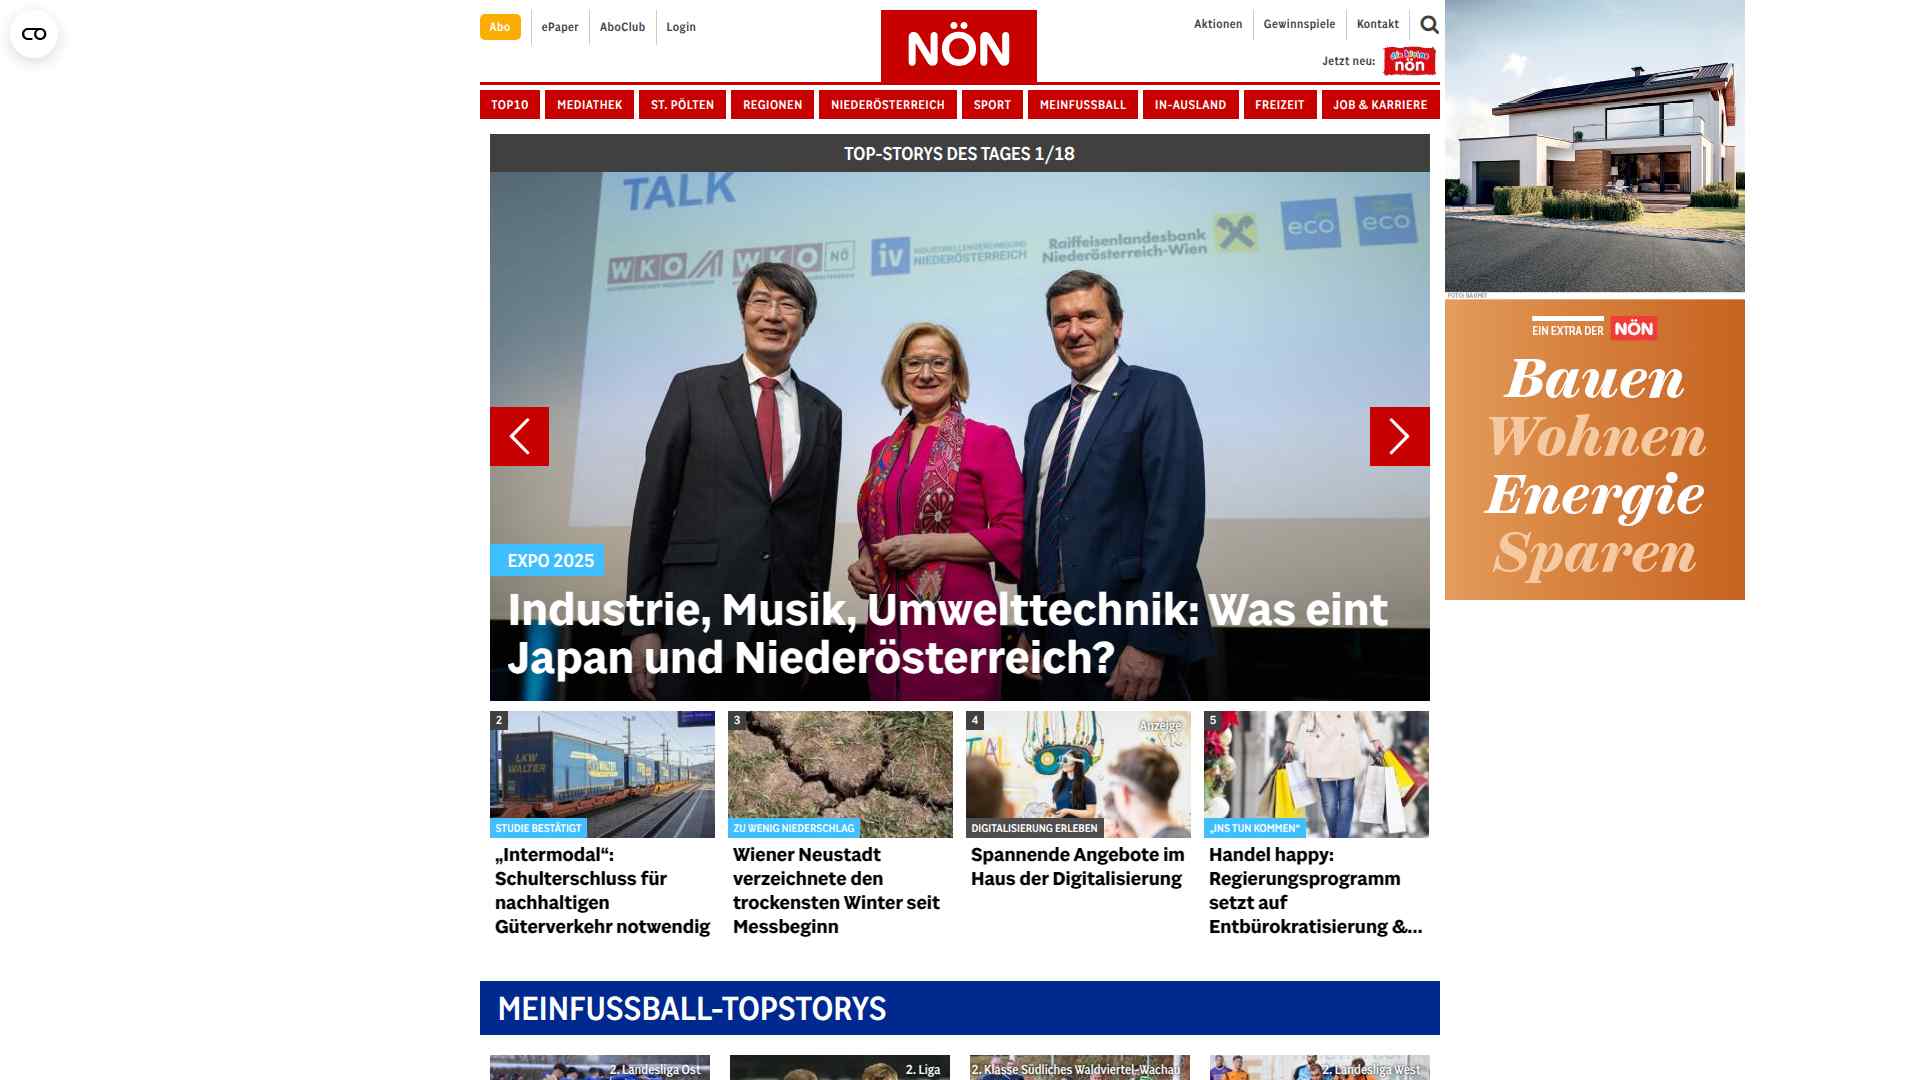 Abo
ePaper
AboClub
Login
NÖN
Aktionen
Gewinnspiele
Kontakt
Jetzt neu:
die kleine
nön
TOP10
MEDIATHEK
ST. PÖLTEN
REGIONEN
NIEDERÖSTERREICH
SPORT
MEINFUSSBALL
IN-AUSLAND
FREIZEIT
JOB & KARRIERE
TOP-STORYS DES TAGES 1/18
TALK
WKO
WKO NÖ
iv INDUSTRIELLENVEREINIGUNG
NIEDERÖSTERREICH
Raiffeisenlandesbank
Niederösterreich-Wien
eco
eco
EXPO 2025
Industrie, Musik, Umwelttechnik: Was eint
Japan und Niederösterreich?
2
LKW
WALTER
STUDIE BESTÄTIGT
„Intermodal“:
Schulterschluss für
nachhaltigen
Güterverkehr notwendig
3
ZU WENIG NIEDERSCHLAG
Wiener Neustadt
verzeichnete den
trockensten Winter seit
Messbeginn
4
Anzeige
DIGITALISIERUNG ERLEBEN
Spannende Angebote im
Haus der Digitalisierung
5
„INS TUN KOMMEN“
Handel happy:
Regierungsprogramm
setzt auf
Entbürokratisierung &...
FOTO: BAUMIT
EIN EXTRA DER NÖN
Bauen
Wohnen
Energie
Sparen
MEINFUSSBALL-TOPSTORYS
2. Landesliga Ost
2. Liga
2. Klasse Südliches Waldviertel-Wachau
2. Landesliga West